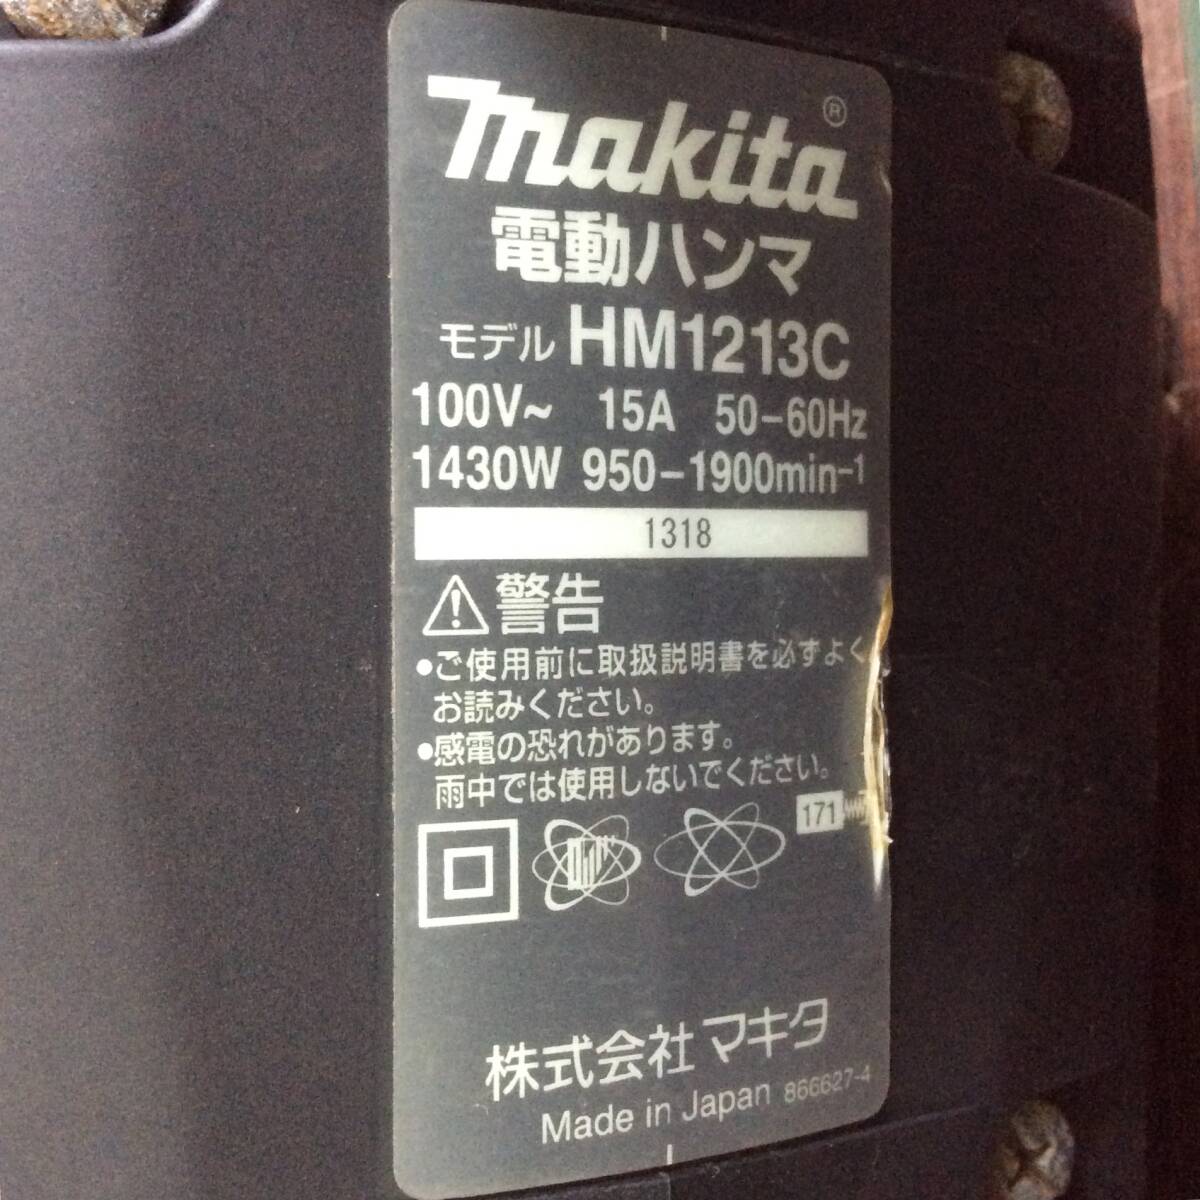 makita®
電動ハンマ
モデル HM1213C
100V~ 15A 50-60Hz
1430W 950-1900min-1
1318
警告
•ご使用前に取扱説明書を必ずよく
お読みください。
•感電の恐れがあります。
雨中では使用しないでください。
171
株式会社マキタ
Made in Japan 866627-4